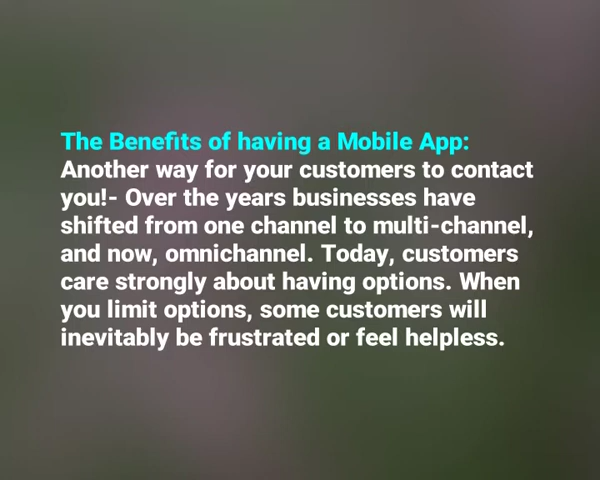 The Benefits of having a Mobile App:
Another way for your customers to contact
you!- Over the years businesses have
shifted from one channel to multi-channel,
and now, omnichannel. Today, customers
care strongly about having options. When
you limit options, some customers will
inevitably be frustrated or feel helpless.